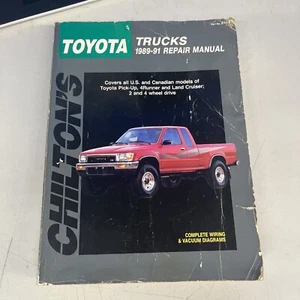 TOYOTA TRUCKS
1989-91 REPAIR MANUAL
Covers all U.S. and Canadian models of
Toyota Pick-Up, 4Runner and Land Cruiser;
2 and 4 wheel drive
CHILTON'S
COMPLETE WIRING
& VACUUM DIAGRAMS